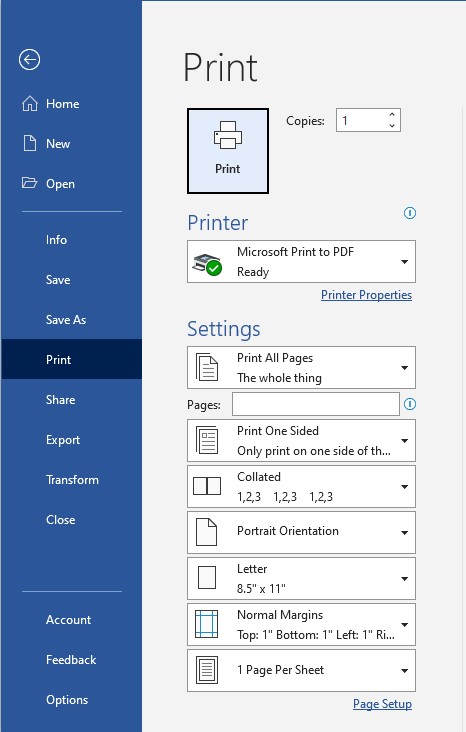 Home
New
Open
Info
Save
Save As
Print
Share
Export
Transform
Close
Account
Feedback
Options
Print
Print
Copies: 1
Printer
Microsoft Print to PDF
Ready
Printer Properties
Settings
Print All Pages
The whole thing
Pages:
Print One Sided
Only print on one side of th...
Collated
1,2,3 1,2,3 1,2,3
Portrait Orientation
Letter
8.5" x 11"
Normal Margins
Top: 1" Bottom: 1" Left: 1" Ri...
1 Page Per Sheet
Page Setup